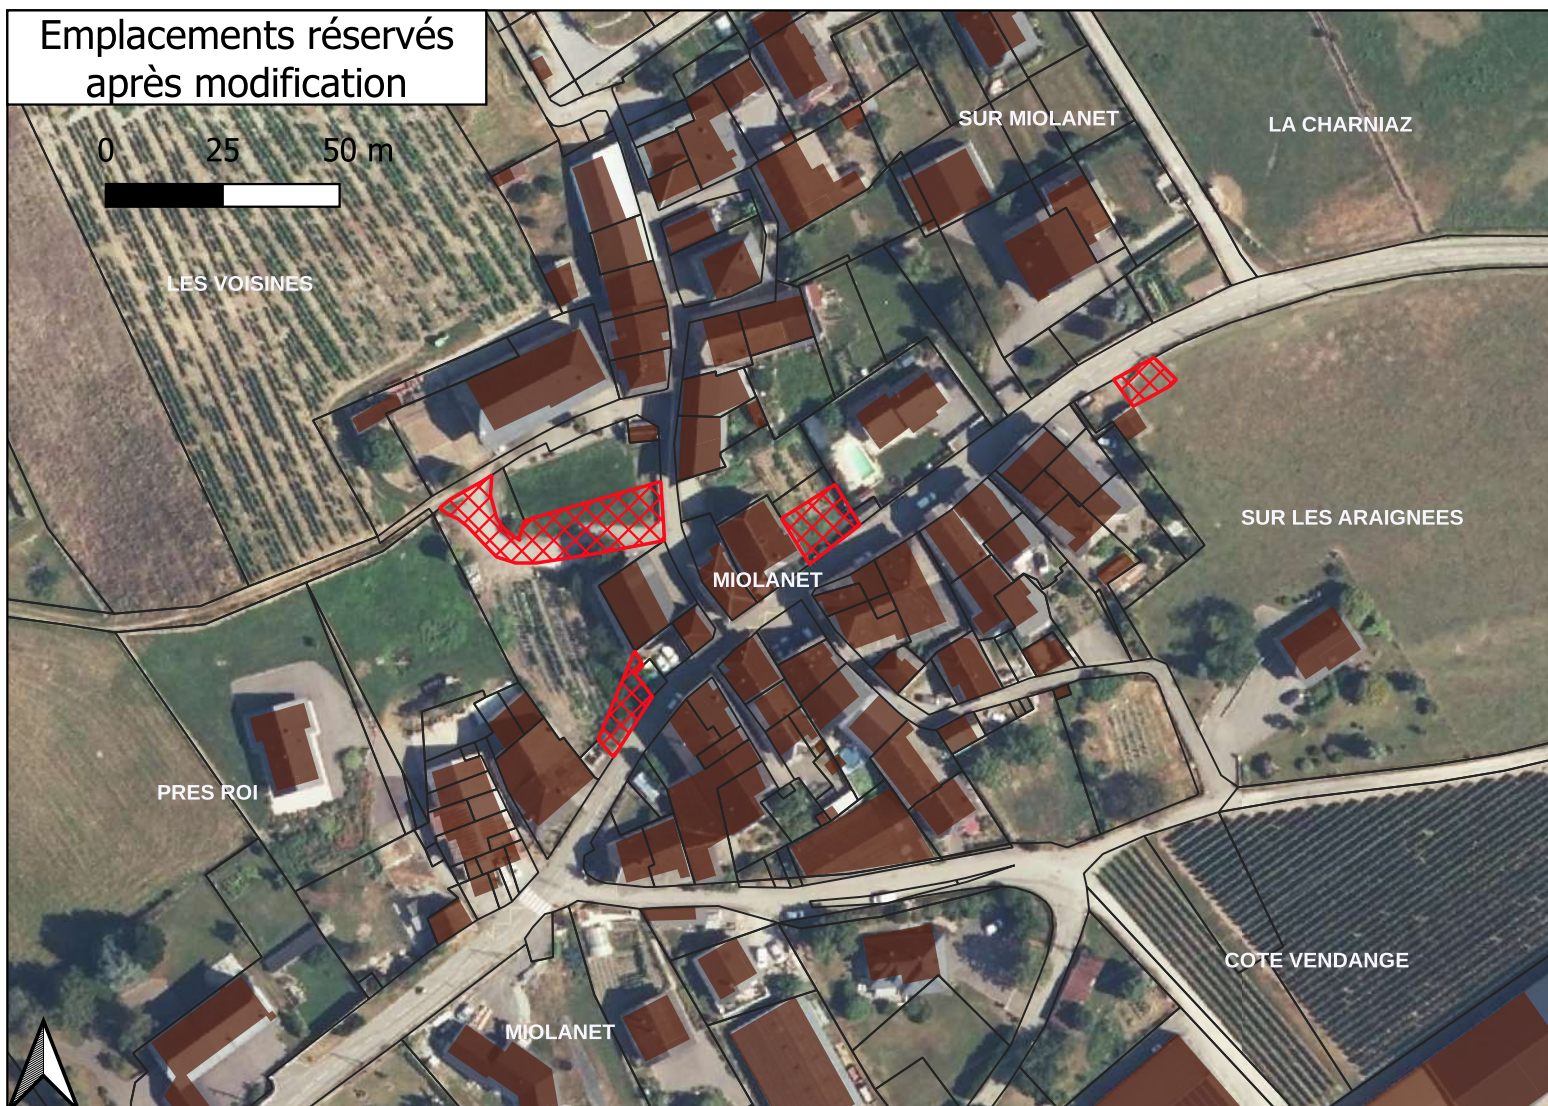 Emplacements réservés
après modification
0 25 50 m
SUR MIOLANET
LA CHARNIAZ
LES VOISINES
SUR LES ARAIGNEES
MIOLANET
PRES ROI
COTE VENDANGE
MIOLANET